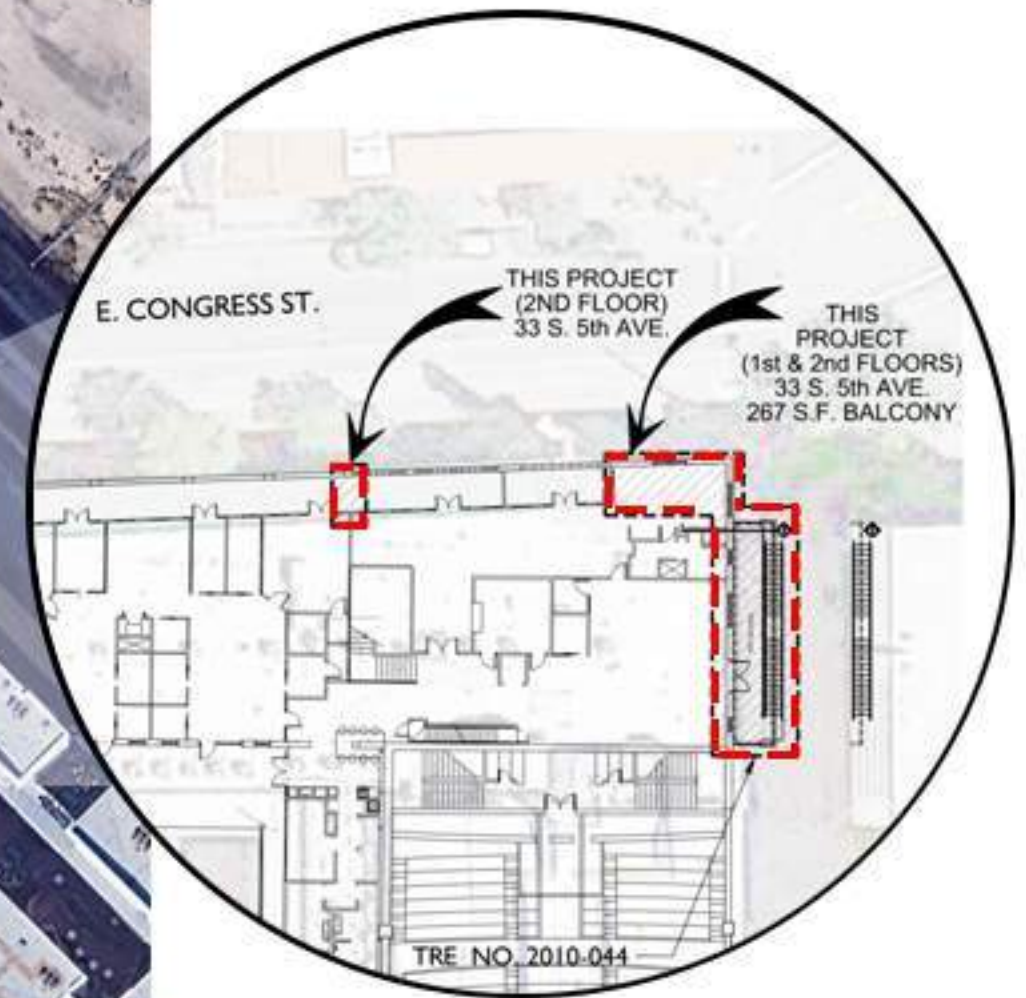 E. CONGRESS ST.
THIS PROJECT
(2ND FLOOR)
33 S. 5th AVE.
THIS
PROJECT
(1st & 2nd FLOORS)
33 S. 5th AVE.
267 S.F. BALCONY
TRE NO. 2010-044